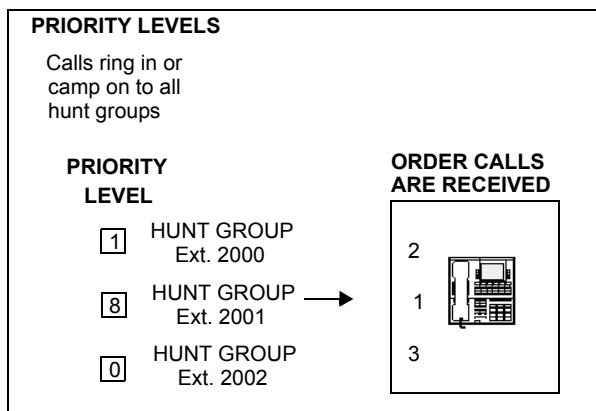 PRIORITY LEVELS
Calls ring in or
camp on to all
hunt groups
PRIORITY
LEVEL
ORDER CALLS
ARE RECEIVED
1
HUNT GROUP
Ext. 2000
2
8
HUNT GROUP
Ext. 2001
1
0
HUNT GROUP
Ext. 2002
3